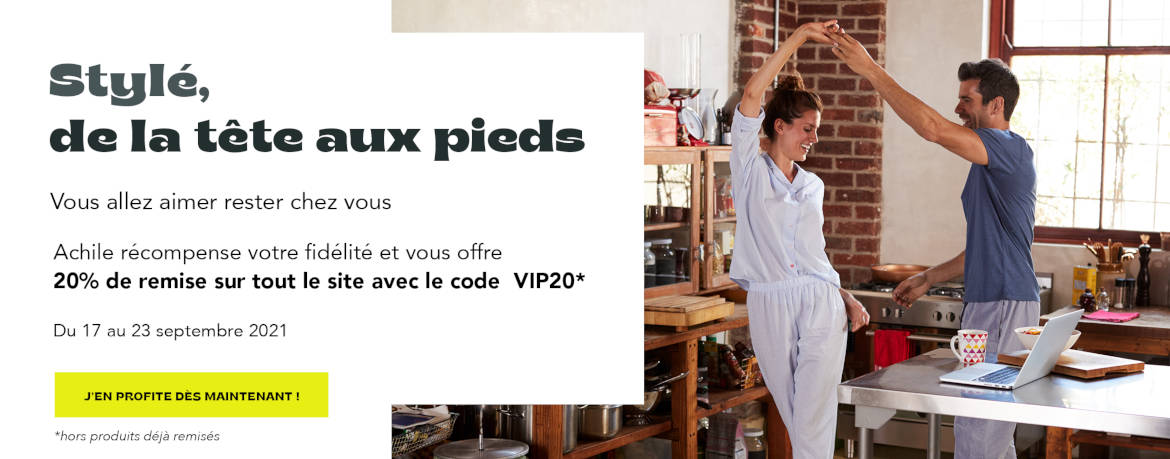 Stylé,
de la tête aux pieds
Vous allez aimer rester chez vous
Achile récompense votre fidélité et vous offre
20% de remise sur tout le site avec le code VIP20*
Du 17 au 23 septembre 2021
J'EN PROFITE DÈS MAINTENANT !
*hors produits déjà remisés